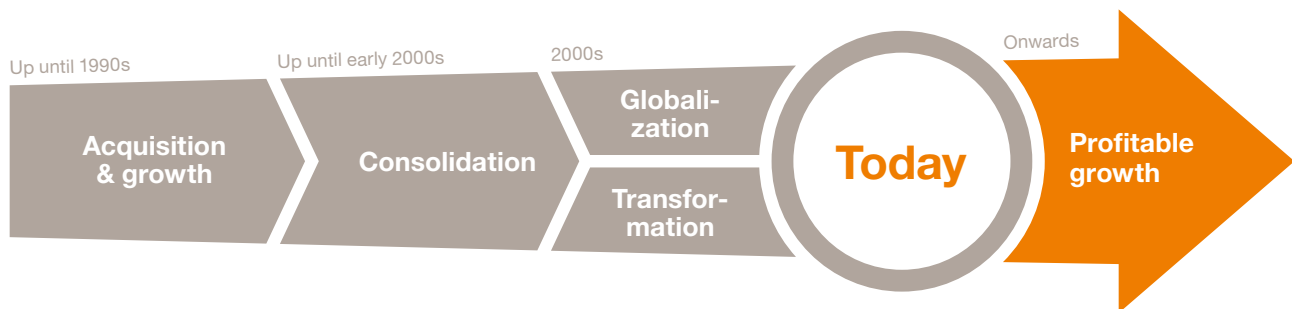 Up until 1990s
Acquisition
& growth
Up until early 2000s
Consolidation
2000s
Globali-
zation
Transfor-
mation
Today
Onwards
Profitable
growth